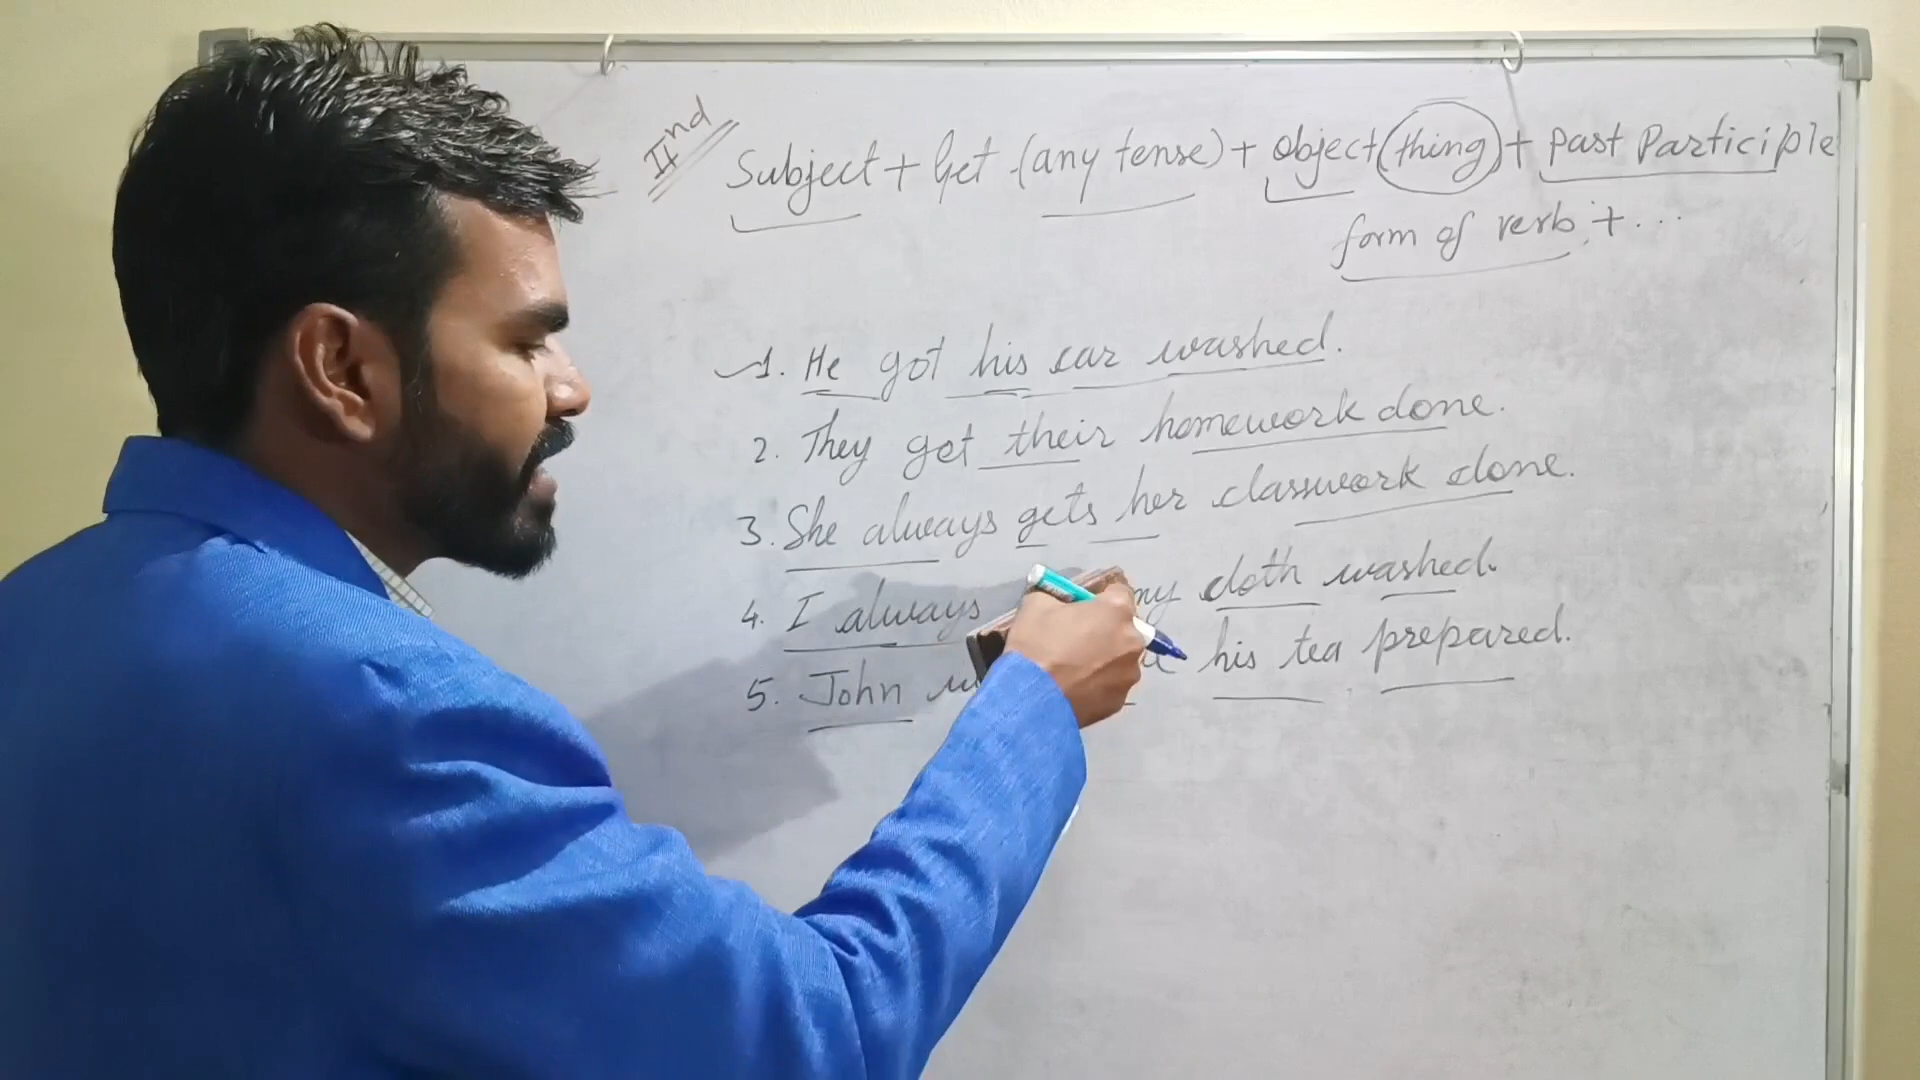 IInd
Subject + Get (any tense) + object (thing) + past participle
form of verb + ...
1. He got his car washed.
2. They get their homework done.
3. She always gets her classwork done.
4. I always my cloth washed.
5. John his tea prepared.